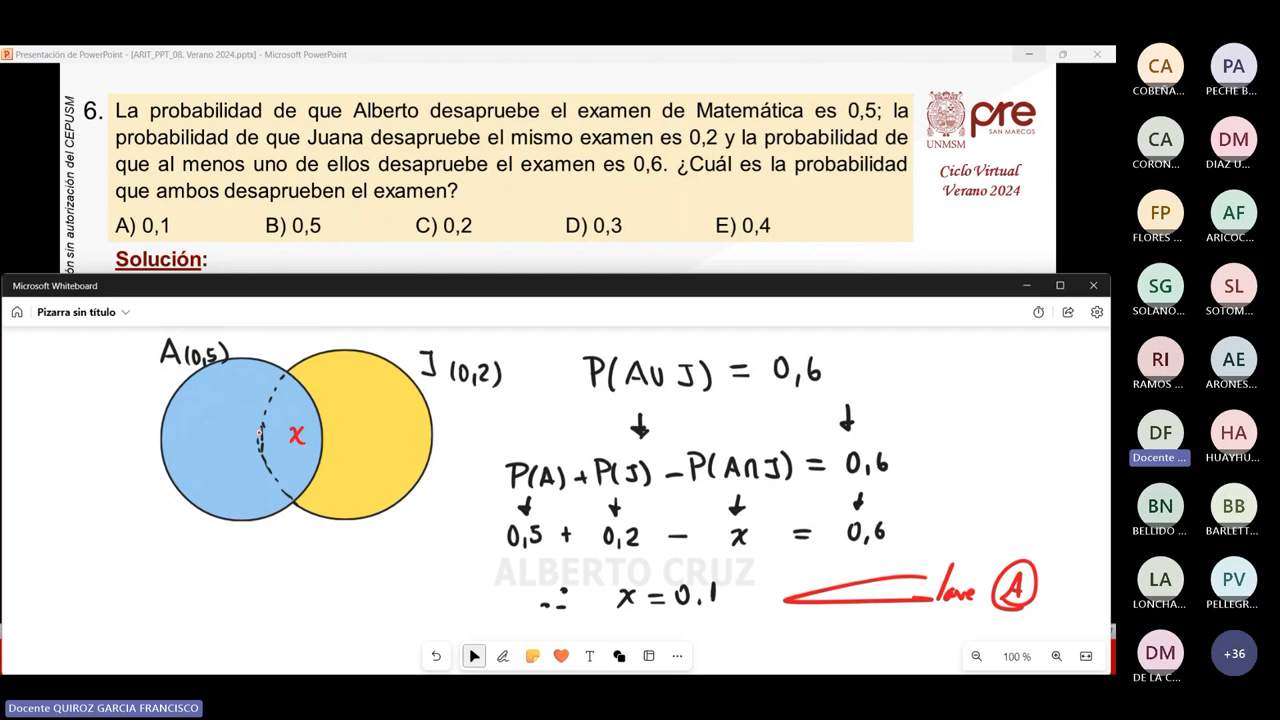 Presentación de PowerPoint - [ARIT_PPT_08. Verano 2024.pptx] - Microsoft PowerPoint
ón sin autorización del CEPUSM
6. La probabilidad de que Alberto desapruebe el examen de Matemática es 0,5; la
probabilidad de que Juana desapruebe el mismo examen es 0,2 y la probabilidad de
que al menos uno de ellos desapruebe el examen es 0,6. ¿Cuál es la probabilidad
que ambos desaprueben el examen?
A) 0,1 B) 0,5 C) 0,2 D) 0,3 E) 0,4
Solución:
UNMSM
pre
SAN MARCOS
Ciclo Virtual
Verano 2024
Microsoft Whiteboard
Pizarra sin título
A(0,5)
J (0,2)
x
P(A∪J) = 0,6
P(A) + P(J) - P(A∩J) = 0,6
0,5 + 0,2 - x = 0,6
ALBERTO CRUZ
∴ x = 0.1
A
T
100 %
CA
COBEÑA...
PA
PECHE B...
CA
CORON...
DM
DIAZ U...
FP
FLORES ...
AF
ARICOC...
SG
SOLANO...
SL
SOTOM...
RI
RAMOS ...
AE
ARONES...
DF
Docente ...
HA
HUAYHU...
BN
BELLIDO ...
BB
BARLETT...
LA
LONCHA...
PV
PELLEGR...
DM
DE LA C...
+36
Docente QUIROZ GARCIA FRANCISCO